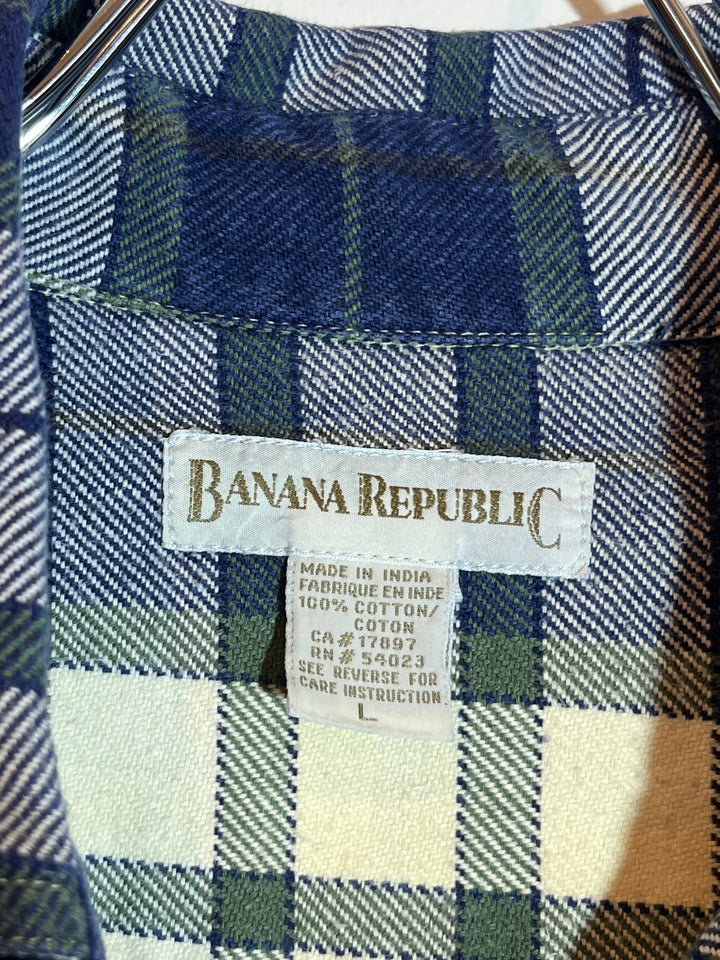 BANANA REPUBLIC
MADE IN INDIA
FABRIQUE EN INDE
100% COTTON/
COTON
CA# 17897
RN# 54023
SEE REVERSE FOR
CARE INSTRUCTION
L